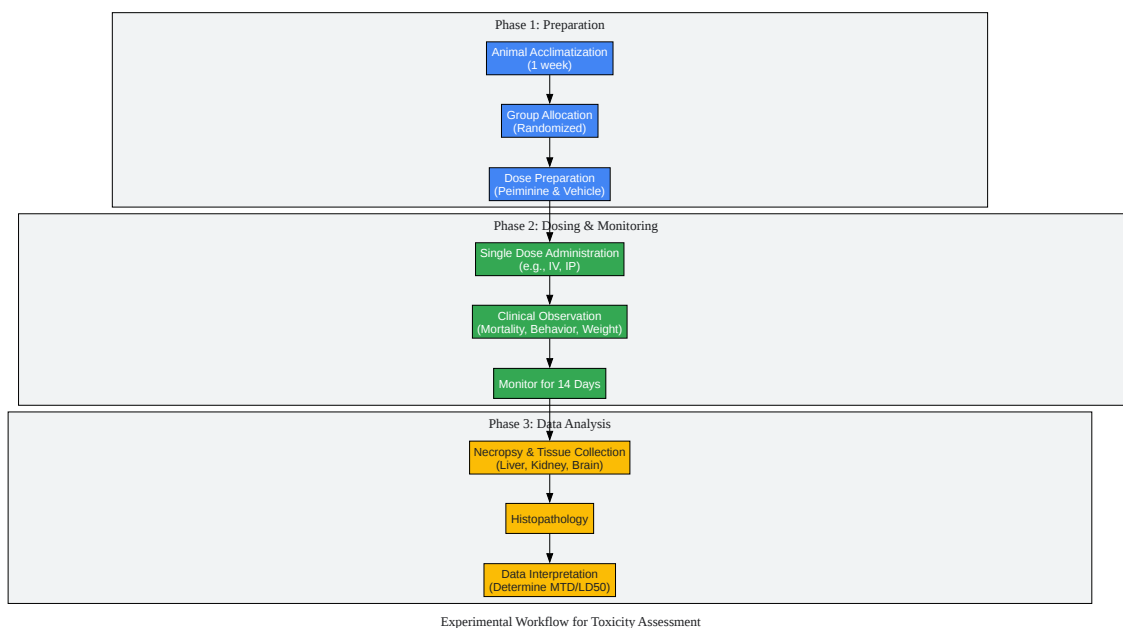 Phase 1: Preparation
Animal Acclimatization
(1 week)
Group Allocation
(Randomized)
Dose Preparation
(Peiminine & Vehicle)
Phase 2: Dosing & Monitoring
Single Dose Administration
(e.g., IV, IP)
Clinical Observation
(Mortality, Behavior, Weight)
Monitor for 14 Days
Phase 3: Data Analysis
Necropsy & Tissue Collection
(Liver, Kidney, Brain)
Histopathology
Data Interpretation
(Determine MTD/LD50)
Experimental Workflow for Toxicity Assessment